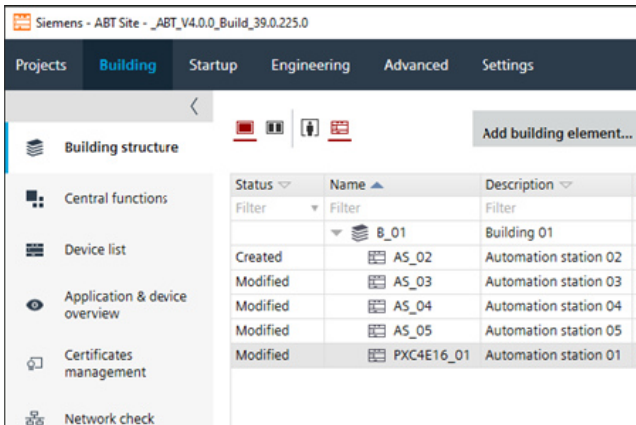 Siemens - ABT Site - _ABT_V4.0.0_Build_39.0.225.0
Projects Building Startup Engineering Advanced Settings
Building structure
Central functions
Device list
Application & device
overview
Certificates
management
Network check
Add building element...
Status Name Description
Filter Filter Filter
B_01 Building 01
Created AS_02 Automation station 02
Modified AS_03 Automation station 03
Modified AS_04 Automation station 04
Modified AS_05 Automation station 05
Modified PXC4E16_01 Automation station 01